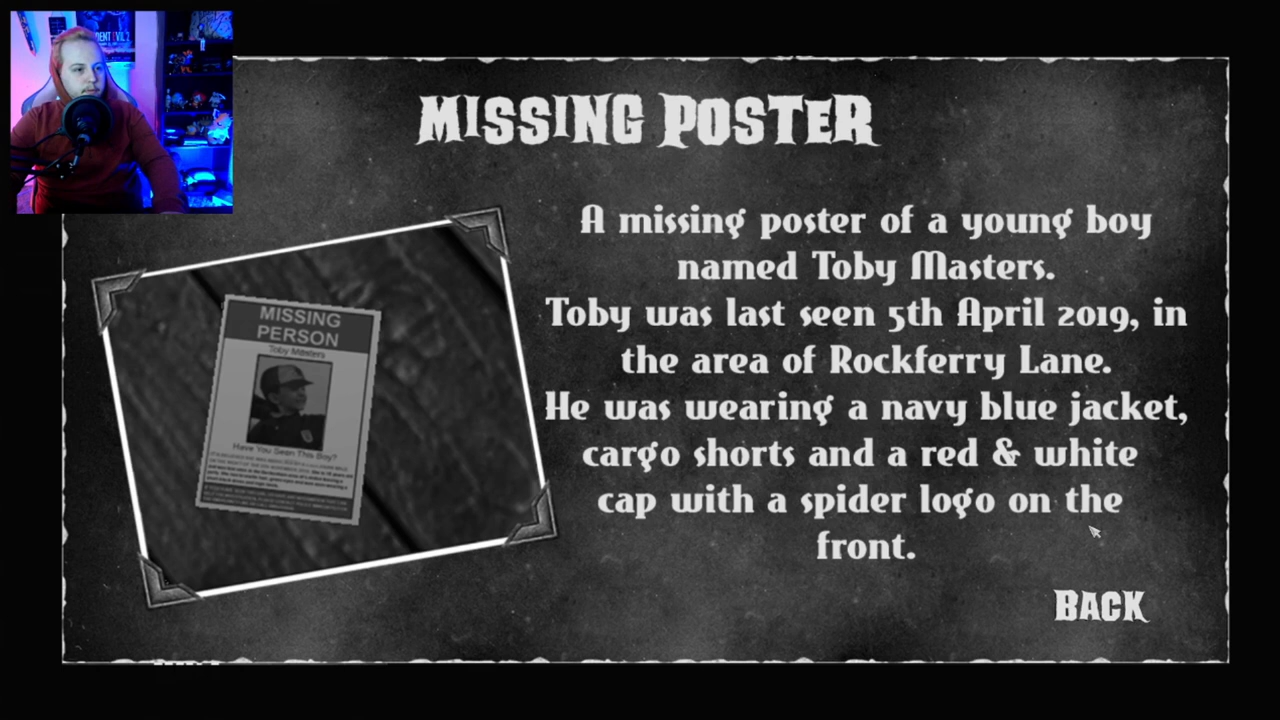 MISSING POSTER
A missing poster of a young boy
named Toby Masters.
Toby was last seen 5th April 2019, in
the area of Rockferry Lane.
He was wearing a navy blue jacket,
cargo shorts and a red & white
cap with a spider logo on the
front.
BACK
MISSING
PERSON
Toby Masters
Have You Seen This Boy?